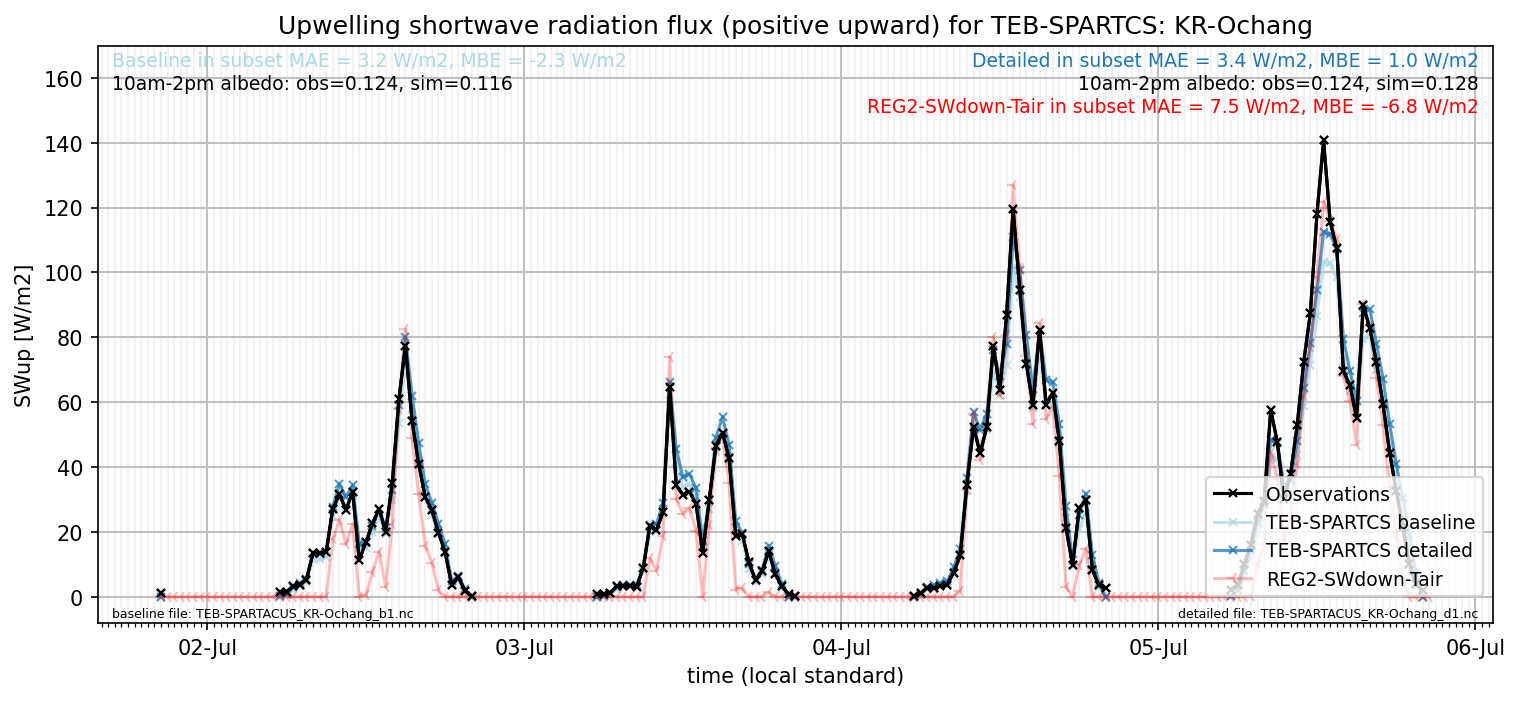 Upwelling shortwave radiation flux (positive upward) for TEB-SPARTCS: KR-Ochang
Baseline in subset MAE = 3.2 W/m2, MBE = -2.3 W/m2
10am-2pm albedo: obs=0.124, sim=0.116
Detailed in subset MAE = 3.4 W/m2, MBE = 1.0 W/m2
10am-2pm albedo: obs=0.124, sim=0.128
REG2-SWdown-Tair in subset MAE = 7.5 W/m2, MBE = -6.8 W/m2
SWup [W/m2]
160
140
120
100
80
60
40
20
0
Observations
TEB-SPARTCS baseline
TEB-SPARTCS detailed
REG2-SWdown-Tair
baseline file: TEB-SPARTACUS_KR-Ochang_b1.nc
detailed file: TEB-SPARTACUS_KR-Ochang_d1.nc
02-Jul
03-Jul
04-Jul
05-Jul
06-Jul
time (local standard)